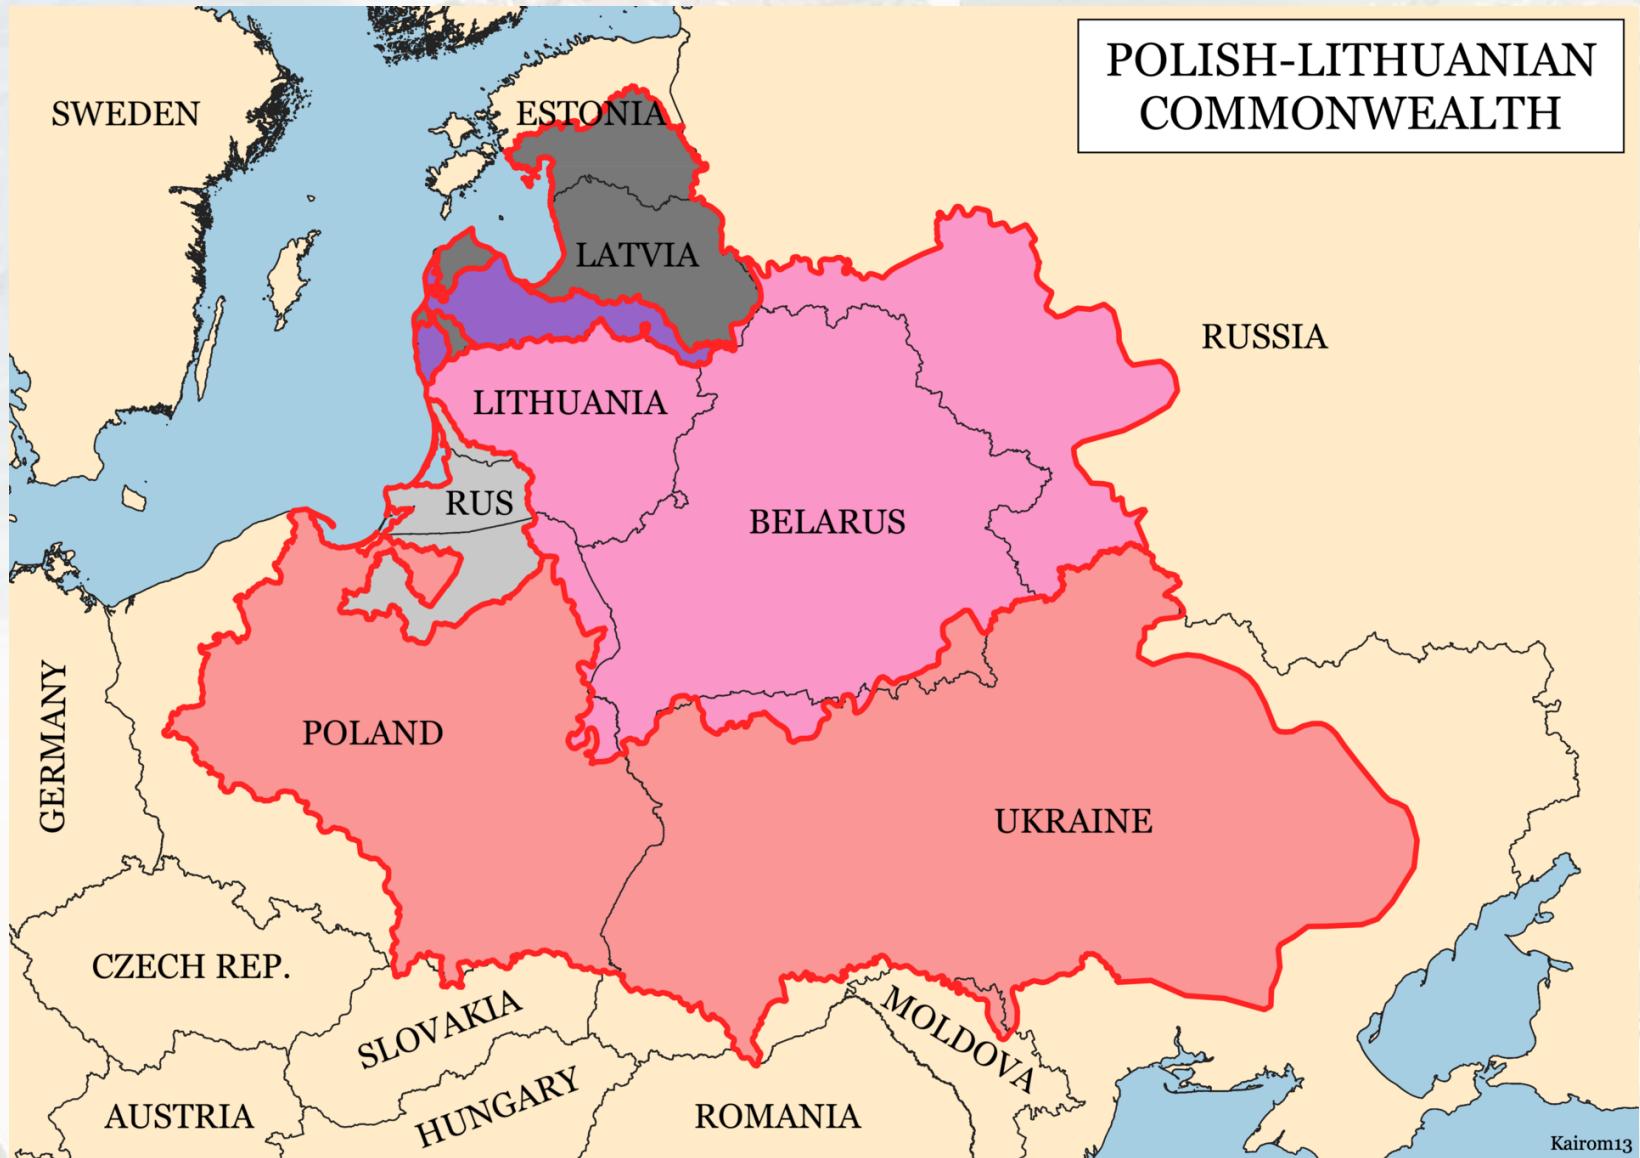 POLISH-LITHUANIAN
COMMONWEALTH
SWEDEN
ESTONIA
LATVIA
RUSSIA
LITHUANIA
RUS
BELARUS
GERMANY
POLAND
UKRAINE
CZECH REP.
SLOVAKIA
MOLDOVA
AUSTRIA
HUNGARY
ROMANIA
Kairom13